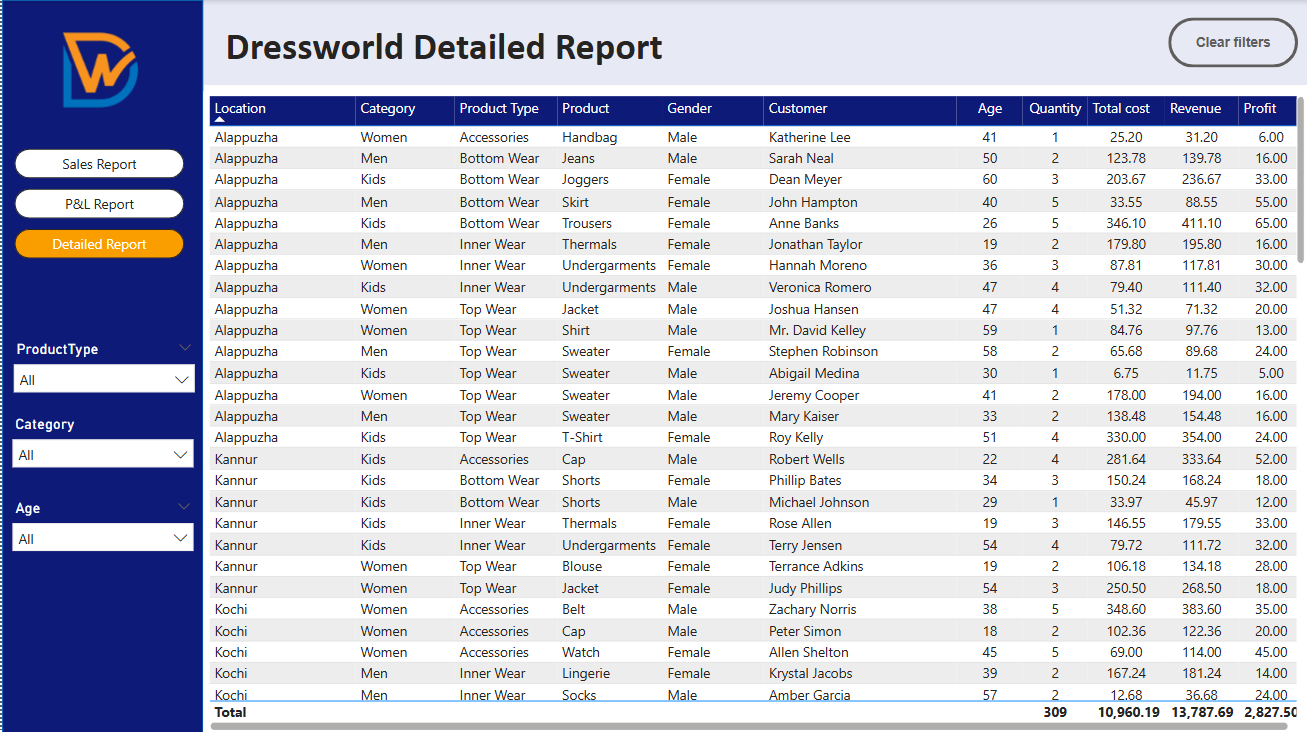 Dressworld Detailed Report
Clear filters
DW
Sales Report
P&L Report
Detailed Report
ProductType
All
Category
All
Age
All
Location Category Product Type Product Gender Customer Age Quantity Total cost Revenue Profit
Alappuzha Women Accessories Handbag Male Katherine Lee 41 1 25.20 31.20 6.00
Alappuzha Men Bottom Wear Jeans Male Sarah Neal 50 2 123.78 139.78 16.00
Alappuzha Kids Bottom Wear Joggers Female Dean Meyer 60 3 203.67 236.67 33.00
Alappuzha Men Bottom Wear Skirt Female John Hampton 40 5 33.55 88.55 55.00
Alappuzha Kids Bottom Wear Trousers Female Anne Banks 26 5 346.10 411.10 65.00
Alappuzha Men Inner Wear Thermals Female Jonathan Taylor 19 2 179.80 195.80 16.00
Alappuzha Women Inner Wear Undergarments Female Hannah Moreno 36 3 87.81 117.81 30.00
Alappuzha Kids Inner Wear Undergarments Male Veronica Romero 47 4 79.40 111.40 32.00
Alappuzha Women Top Wear Jacket Male Joshua Hansen 47 4 51.32 71.32 20.00
Alappuzha Women Top Wear Shirt Male Mr. David Kelley 59 1 84.76 97.76 13.00
Alappuzha Men Top Wear Sweater Female Stephen Robinson 58 2 65.68 89.68 24.00
Alappuzha Kids Top Wear Sweater Male Abigail Medina 30 1 6.75 11.75 5.00
Alappuzha Women Top Wear Sweater Male Jeremy Cooper 41 2 178.00 194.00 16.00
Alappuzha Men Top Wear Sweater Male Mary Kaiser 33 2 138.48 154.48 16.00
Alappuzha Kids Top Wear T-Shirt Female Roy Kelly 51 4 330.00 354.00 24.00
Kannur Kids Accessories Cap Male Robert Wells 22 4 281.64 333.64 52.00
Kannur Kids Bottom Wear Shorts Female Phillip Bates 34 3 150.24 168.24 18.00
Kannur Kids Bottom Wear Shorts Male Michael Johnson 29 1 33.97 45.97 12.00
Kannur Kids Inner Wear Thermals Female Rose Allen 19 3 146.55 179.55 33.00
Kannur Kids Inner Wear Undergarments Female Terry Jensen 54 4 79.72 111.72 32.00
Kannur Women Top Wear Blouse Female Terrance Adkins 19 2 106.18 134.18 28.00
Kannur Women Top Wear Jacket Female Judy Phillips 54 3 250.50 268.50 18.00
Kochi Women Accessories Belt Male Zachary Norris 38 5 348.60 383.60 35.00
Kochi Women Accessories Cap Male Peter Simon 18 2 102.36 122.36 20.00
Kochi Women Accessories Watch Female Allen Shelton 45 5 69.00 114.00 45.00
Kochi Men Inner Wear Lingerie Female Krystal Jacobs 39 2 167.24 181.24 14.00
Kochi Men Inner Wear Socks Male Amber Garcia 57 2 12.68 36.68 24.00
Total 309 10,960.19 13,787.69 2,827.50